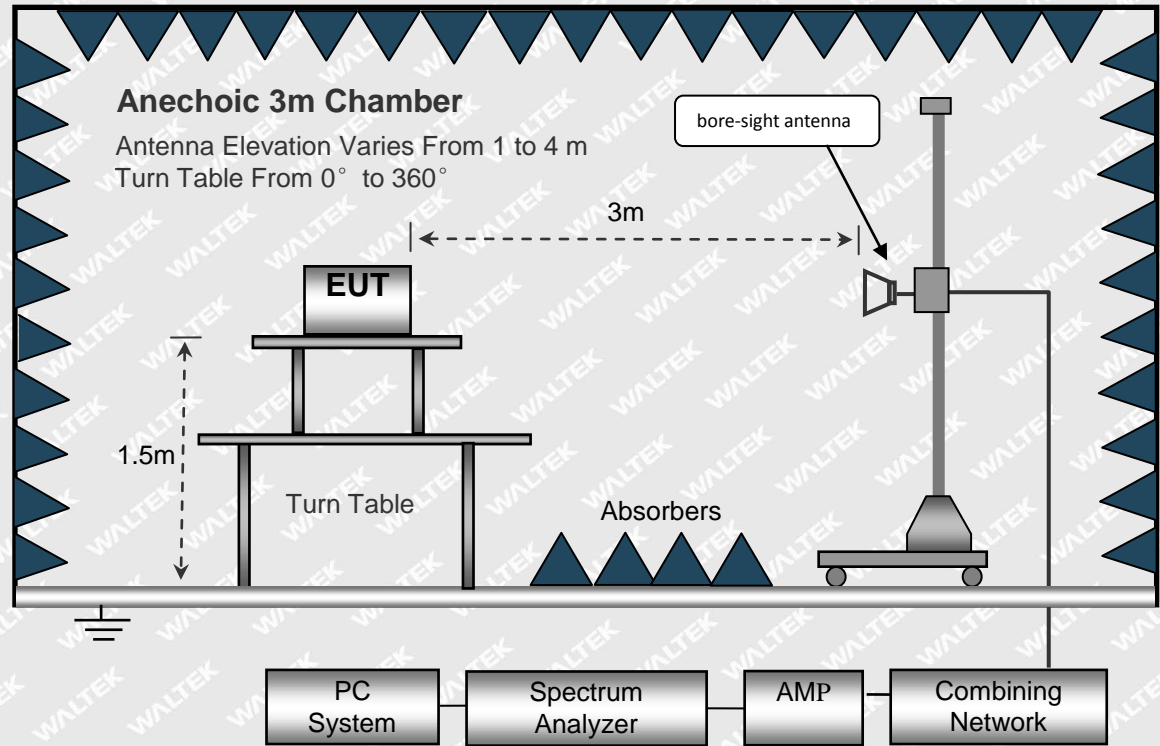 Anechoic 3m Chamber
Antenna Elevation Varies From 1 to 4 m
Turn Table From 0° to 360°
bore-sight antenna
3m
EUT
1.5m
Turn Table
Absorbers
PC
System
Spectrum
Analyzer
AMP
Combining
Network
WALTEK